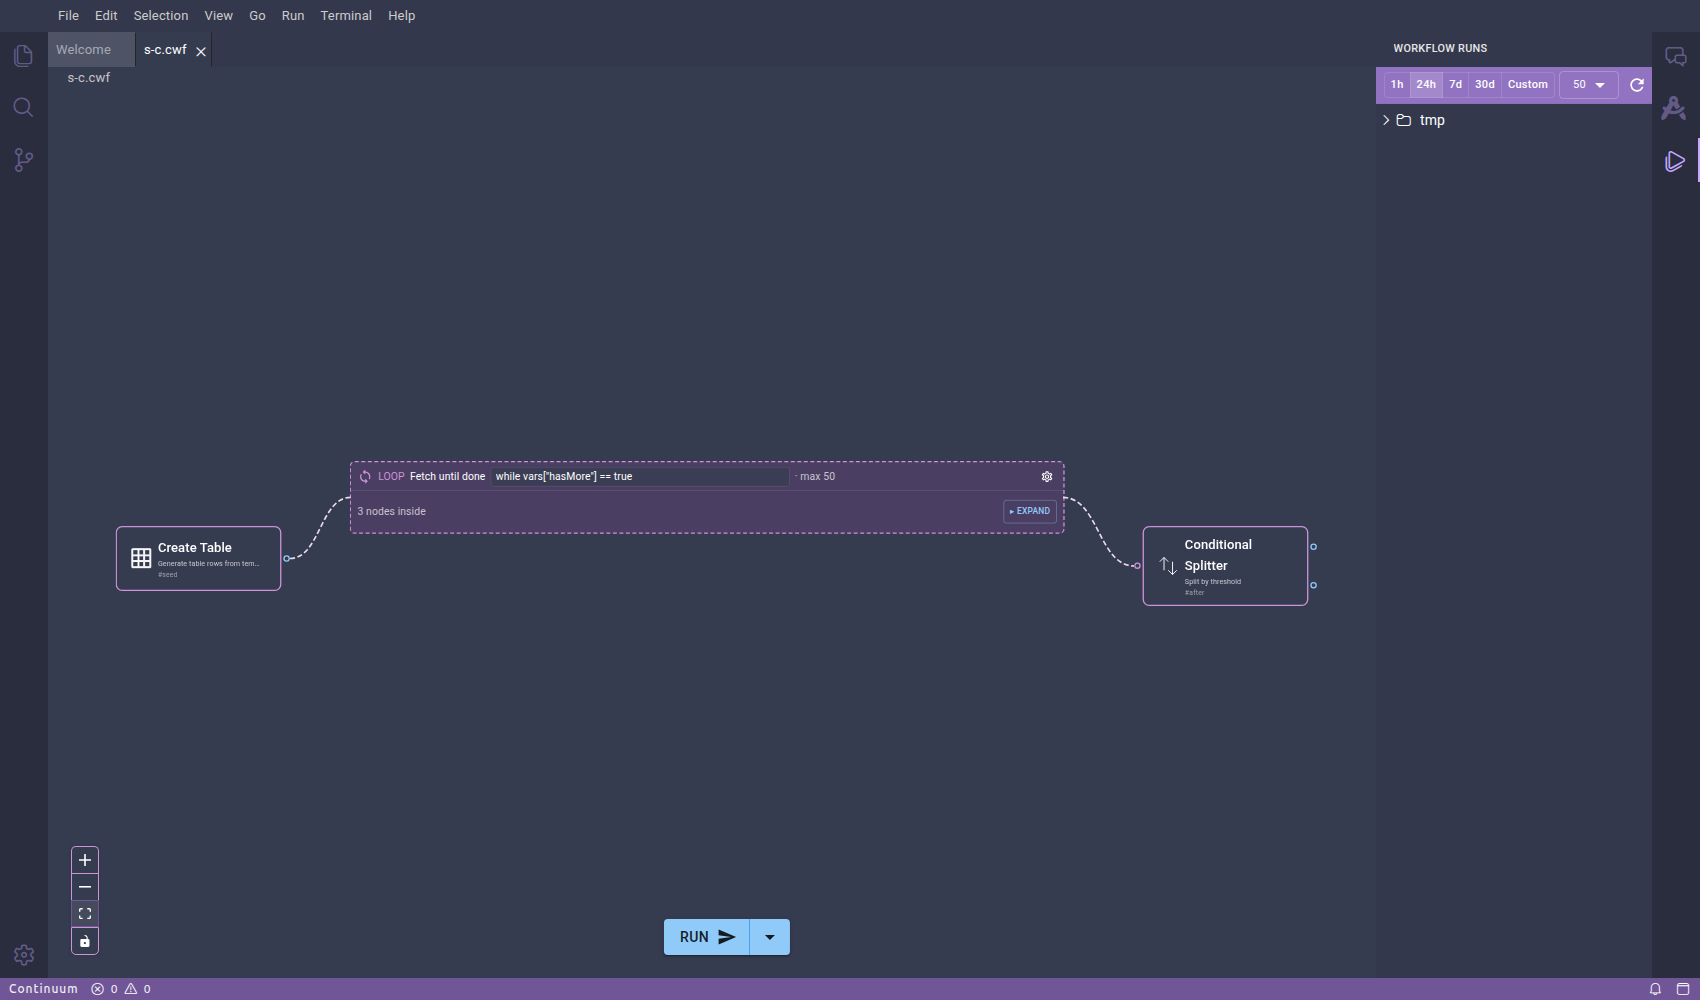 File Edit Selection View Go Run Terminal Help
Welcome
s-c.cwf
WORKFLOW RUNS
s-c.cwf
1h 24h 7d 30d Custom 50
tmp
LOOP Fetch until done while vars["hasMore"] == true · max 50
3 nodes inside
▸ EXPAND
Create Table
Generate table rows from tem...
#seed
Conditional
Splitter
Split by threshold
#after
RUN
Continuum 0 0